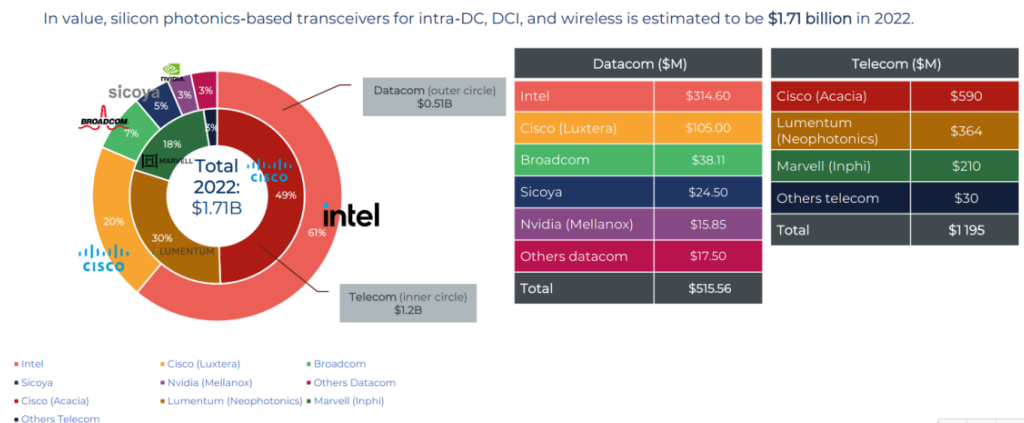 In value, silicon photonics-based transceivers for intra-DC, DCI, and wireless is estimated to be $1.71 billion in 2022.
NVIDIA
sicoya
BROADCOM
3%
3%
5%
7%
3%
18%
MARVELL
CISCO
Total
2022:
$1.71B
49%
intel
61%
20%
30%
LUMENTUM
CISCO
Datacom (outer circle)
$0.51B
Telecom (inner circle)
$1.2B
Datacom ($M)
Intel $314.60
Cisco (Luxtera) $105.00
Broadcom $38.11
Sicoya $24.50
Nvidia (Mellanox) $15.85
Others datacom $17.50
Total $515.56
Telecom ($M)
Cisco (Acacia) $590
Lumentum
(Neophotonics) $364
Marvell (Inphi) $210
Others telecom $30
Total $1195
Intel Cisco (Luxtera) Broadcom
Sicoya Nvidia (Mellanox) Others Datacom
Cisco (Acacia) Lumentum (Neophotonics) Marvell (Inphi)
Others Telecom